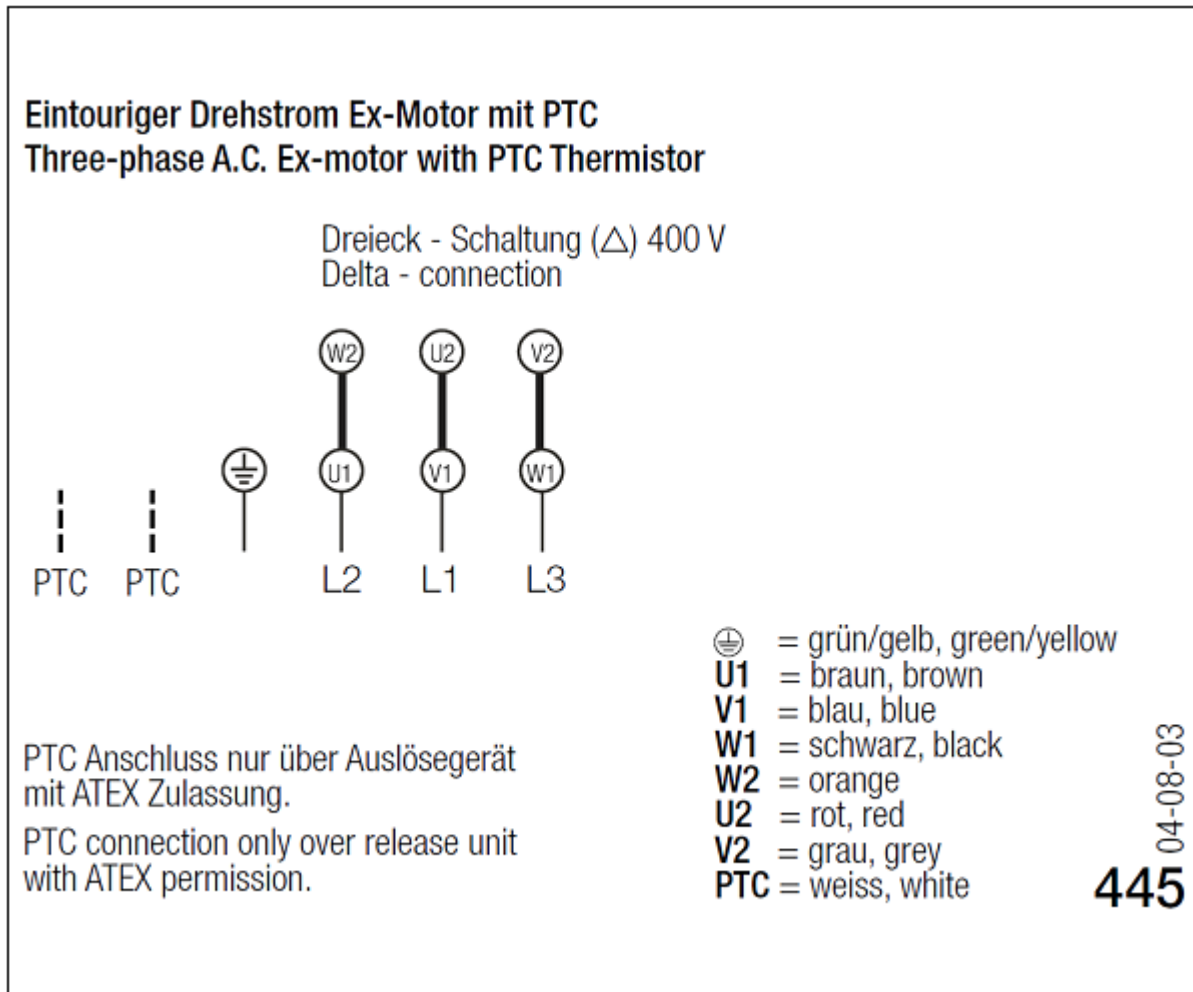 Eintouriger Drehstrom Ex-Motor mit PTC
Three-phase A.C. Ex-motor with PTC Thermistor
Dreieck - Schaltung (△) 400 V
Delta - connection
W2 U2 V2
U1 V1 W1
PTC PTC L2 L1 L3
= grün/gelb, green/yellow
U1 = braun, brown
V1 = blau, blue
W1 = schwarz, black
W2 = orange
U2 = rot, red
V2 = grau, grey
PTC = weiss, white
PTC Anschluss nur über Auslösegerät
mit ATEX Zulassung.
PTC connection only over release unit
with ATEX permission.
04-08-03
445